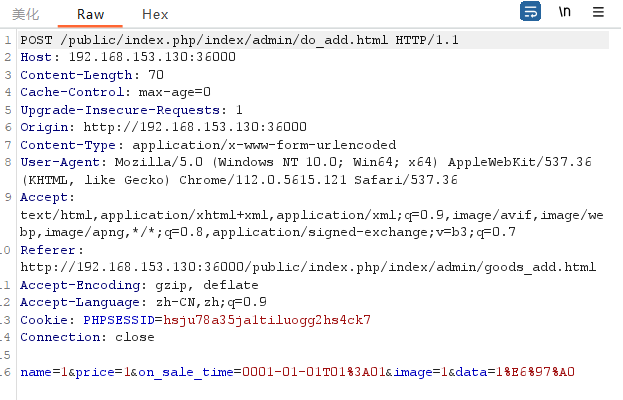 美化 Raw Hex \n
1 POST /public/index.php/index/admin/do_add.html HTTP/1.1
2 Host: 192.168.153.130:36000
3 Content-Length: 70
4 Cache-Control: max-age=0
5 Upgrade-Insecure-Requests: 1
6 Origin: http://192.168.153.130:36000
7 Content-Type: application/x-www-form-urlencoded
8 User-Agent: Mozilla/5.0 (Windows NT 10.0; Win64; x64) AppleWebKit/537.36
(KHTML, like Gecko) Chrome/112.0.5615.121 Safari/537.36
9 Accept:
text/html,application/xhtml+xml,application/xml;q=0.9,image/avif,image/we
bp,image/apng,*/*;q=0.8,application/signed-exchange;v=b3;q=0.7
10 Referer:
http://192.168.153.130:36000/public/index.php/index/admin/goods_add.html
11 Accept-Encoding: gzip, deflate
12 Accept-Language: zh-CN,zh;q=0.9
13 Cookie: PHPSESSID=hsju78a35ja1tiluogg2hs4ck7
14 Connection: close
15
16 name=1&price=1&on_sale_time=0001-01-01T01%3A01&image=1&data=1%E6%97%A0